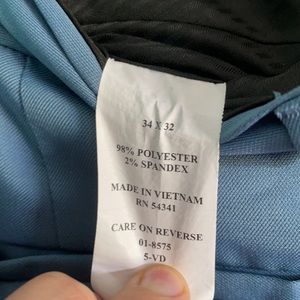 34 X 32
98% POLYESTER
2% SPANDEX
MADE IN VIETNAM
RN 54341
CARE ON REVERSE
01-8575
5-VD